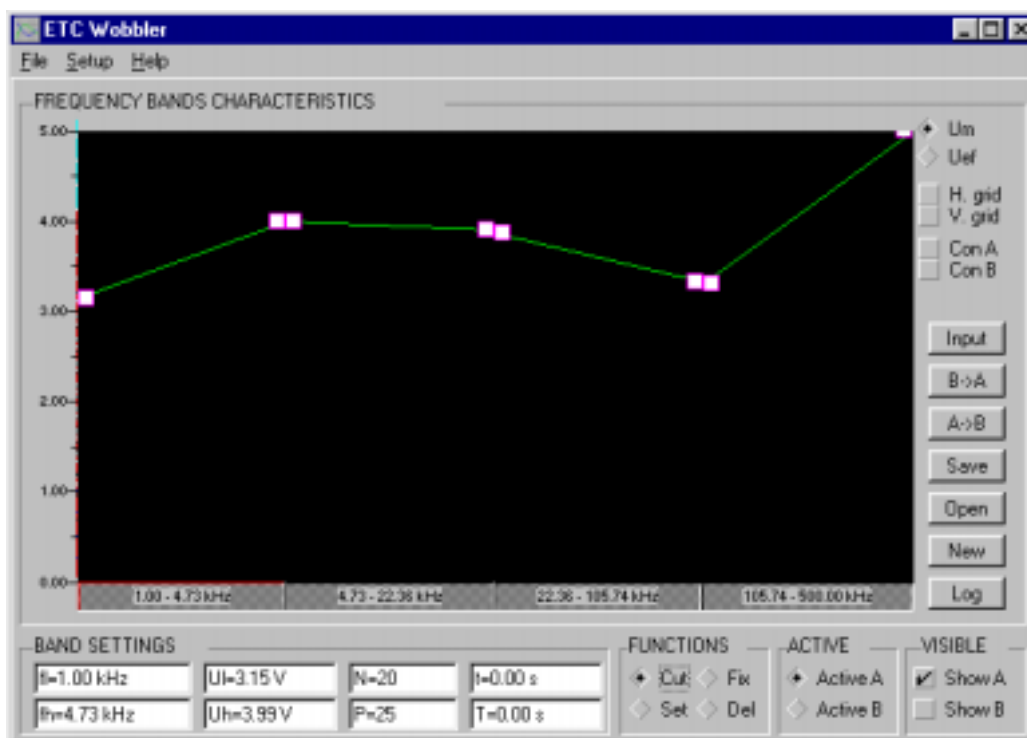 ETC Wobbler
File Setup Help
FREQUENCY BANDS CHARACTERISTICS
5.00
4.00
3.00
2.00
1.00
0.00
1.00 - 4.73 kHz
4.73 - 22.36 kHz
22.36 - 105.74 kHz
105.74 - 500.00 kHz
Um
Uef
H. grid
V. grid
Con A
Con B
Input
B->A
A->B
Save
Open
New
Log
BAND SETTINGS
fl=1.00 kHz
Ul=3.15 V
N=20
t=0.00 s
fh=4.73 kHz
Uh=3.99 V
P=25
T=0.00 s
FUNCTIONS
Cut
Fix
Set
Del
ACTIVE
Active A
Active B
VISIBLE
Show A
Show B